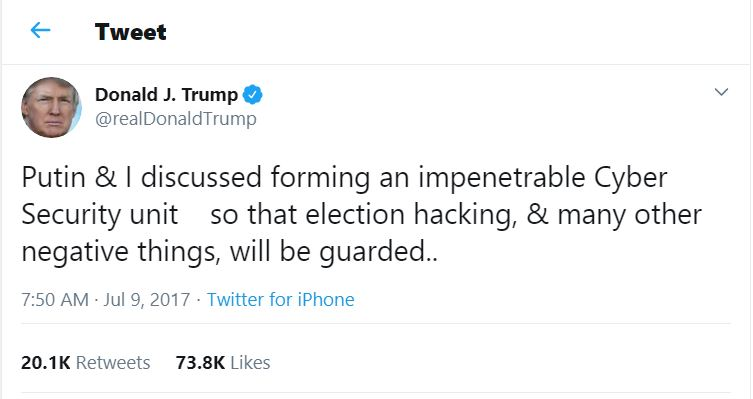 Tweet
Donald J. Trump
@realDonaldTrump
Putin & I discussed forming an impenetrable Cyber
Security unit so that election hacking, & many other
negative things, will be guarded..
7:50 AM · Jul 9, 2017 · Twitter for iPhone
20.1K Retweets 73.8K Likes